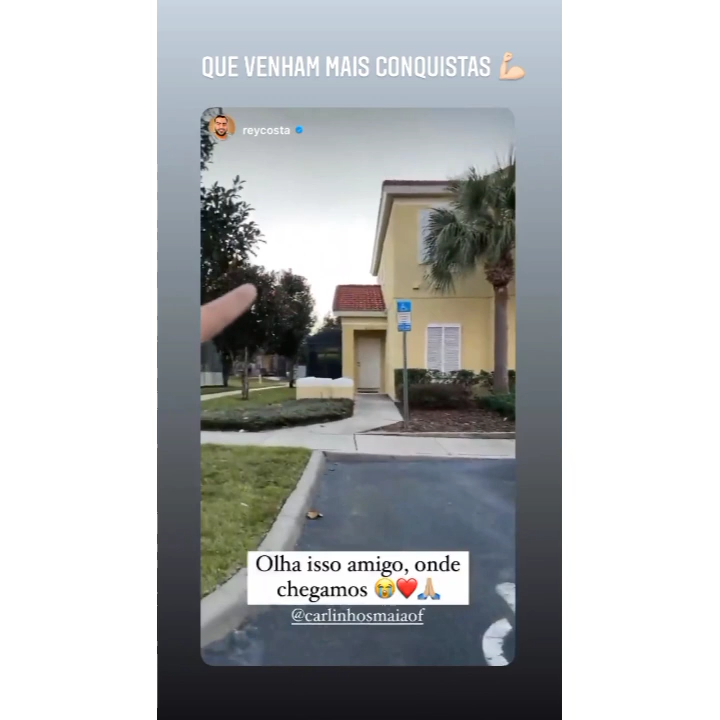 QUE VENHAM MAIS CONQUISTAS 💪🏻
reycosta
Olha isso amigo, onde
chegamos 😭❤️🙏🏼
@carlinhosmaiaof